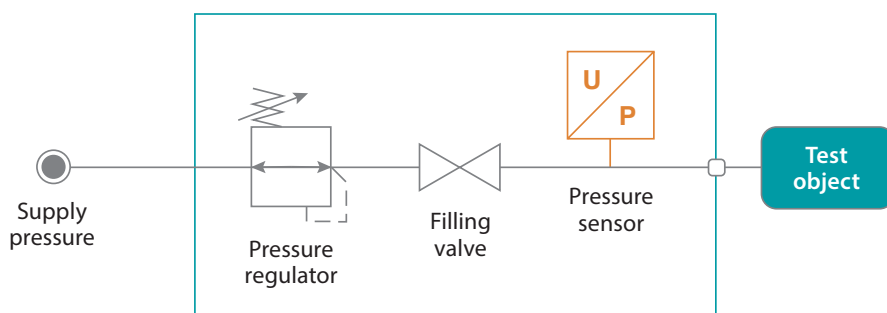 U
P
Test
object
Supply
pressure
Pressure
regulator
Filling
valve
Pressure
sensor